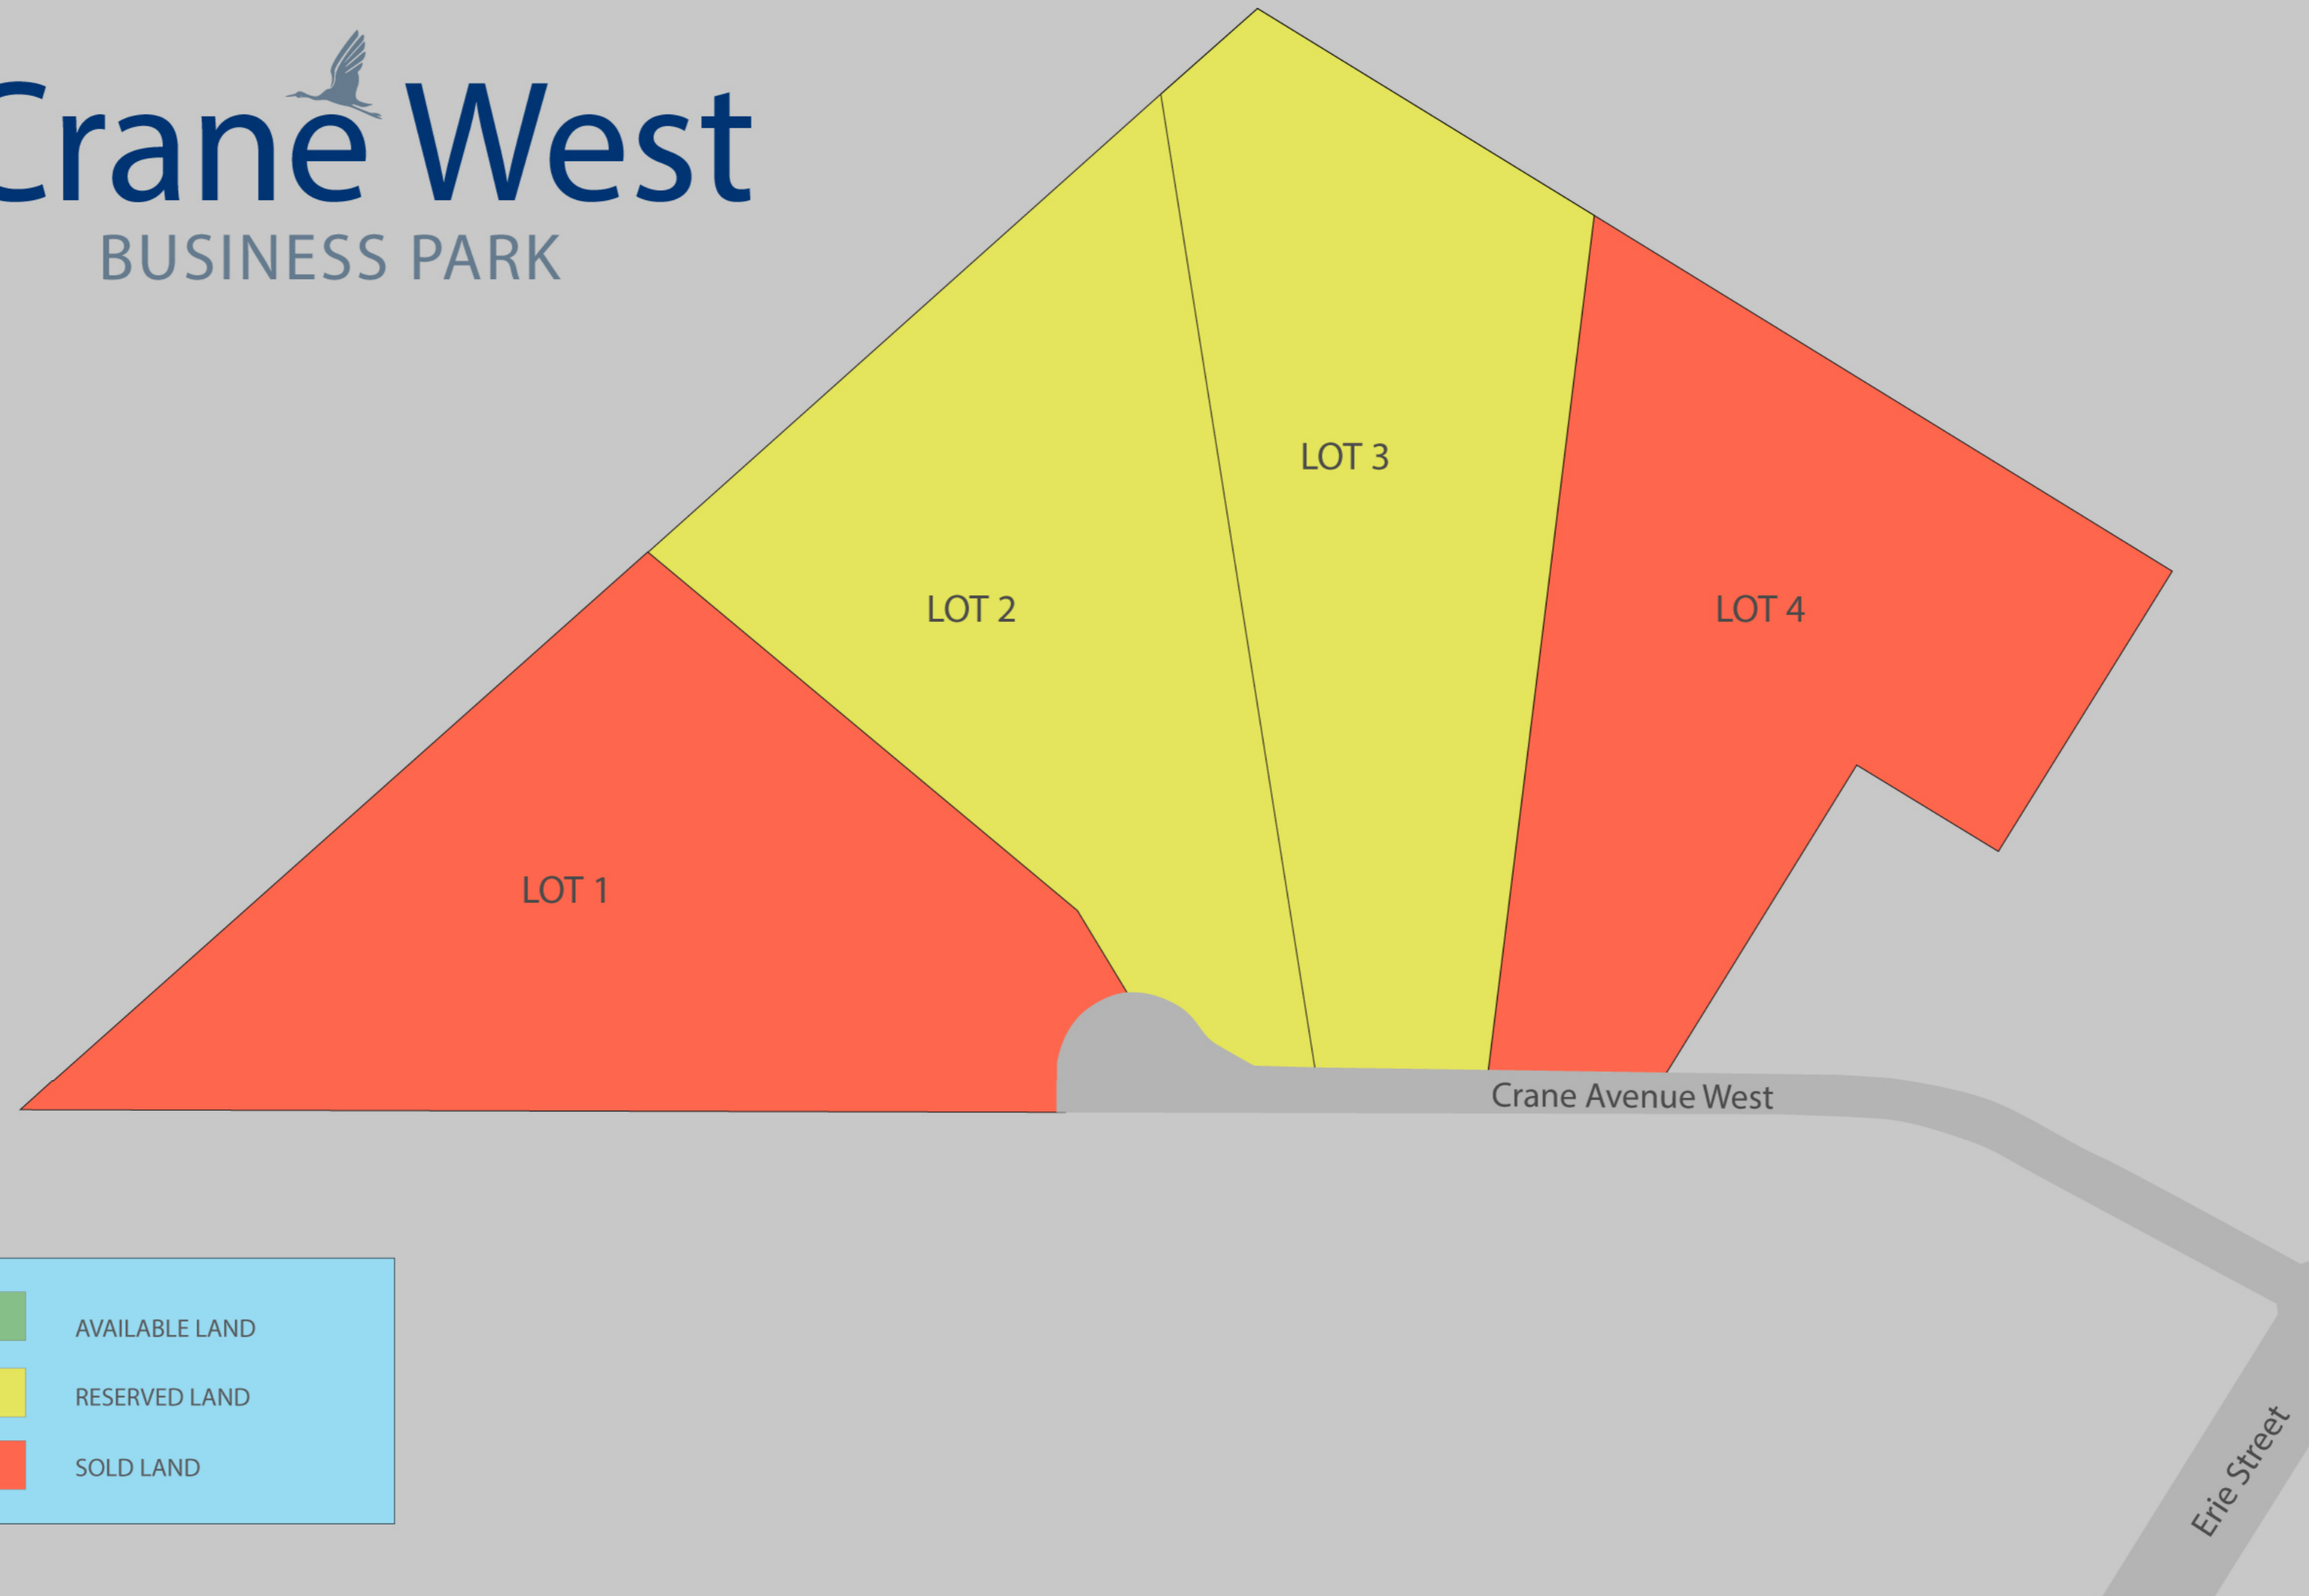 Crane West
BUSINESS PARK
LOT 3
LOT 2
LOT 4
LOT 1
Crane Avenue West
AVAILABLE LAND
RESERVED LAND
SOLD LAND
Erie Street